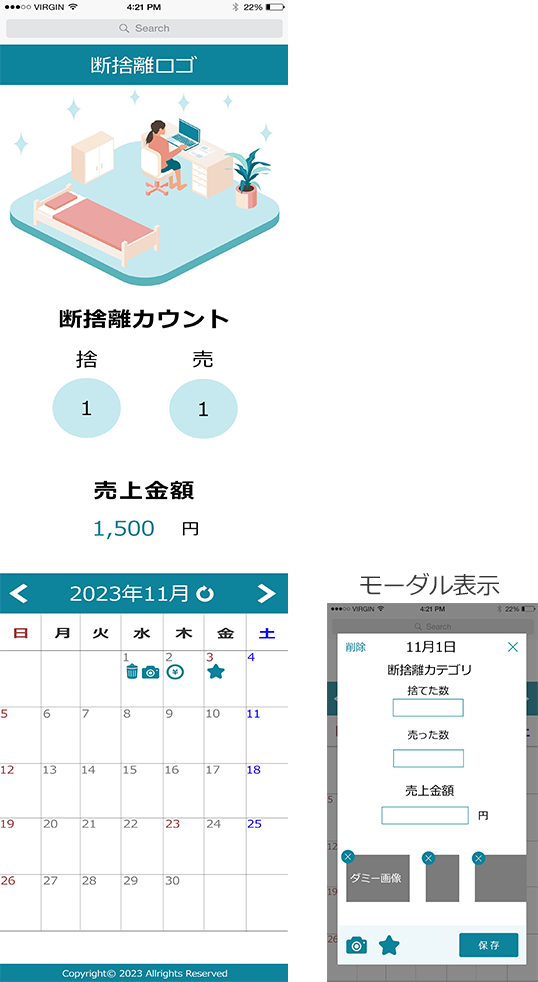 VIRGIN 4:21 PM 22%
Search
断捨離ロゴ
断捨離カウント
捨 売
1 1
売上金額
1,500 円
2023年11月
日 月 火 水 木 金 土
1 2 3 4
5 6 7 8 9 10 11
12 13 14 15 16 17 18
19 20 21 22 23 24 25
26 27 28 29 30
Copyright© 2023 Allrights Reserved
モーダル表示
VIRGIN 4:21 PM 22%
Search
削除 11月1日
断捨離カテゴリ
捨てた数
売った数
売上金額
円
ダミー画像
保存
5
12
19
26